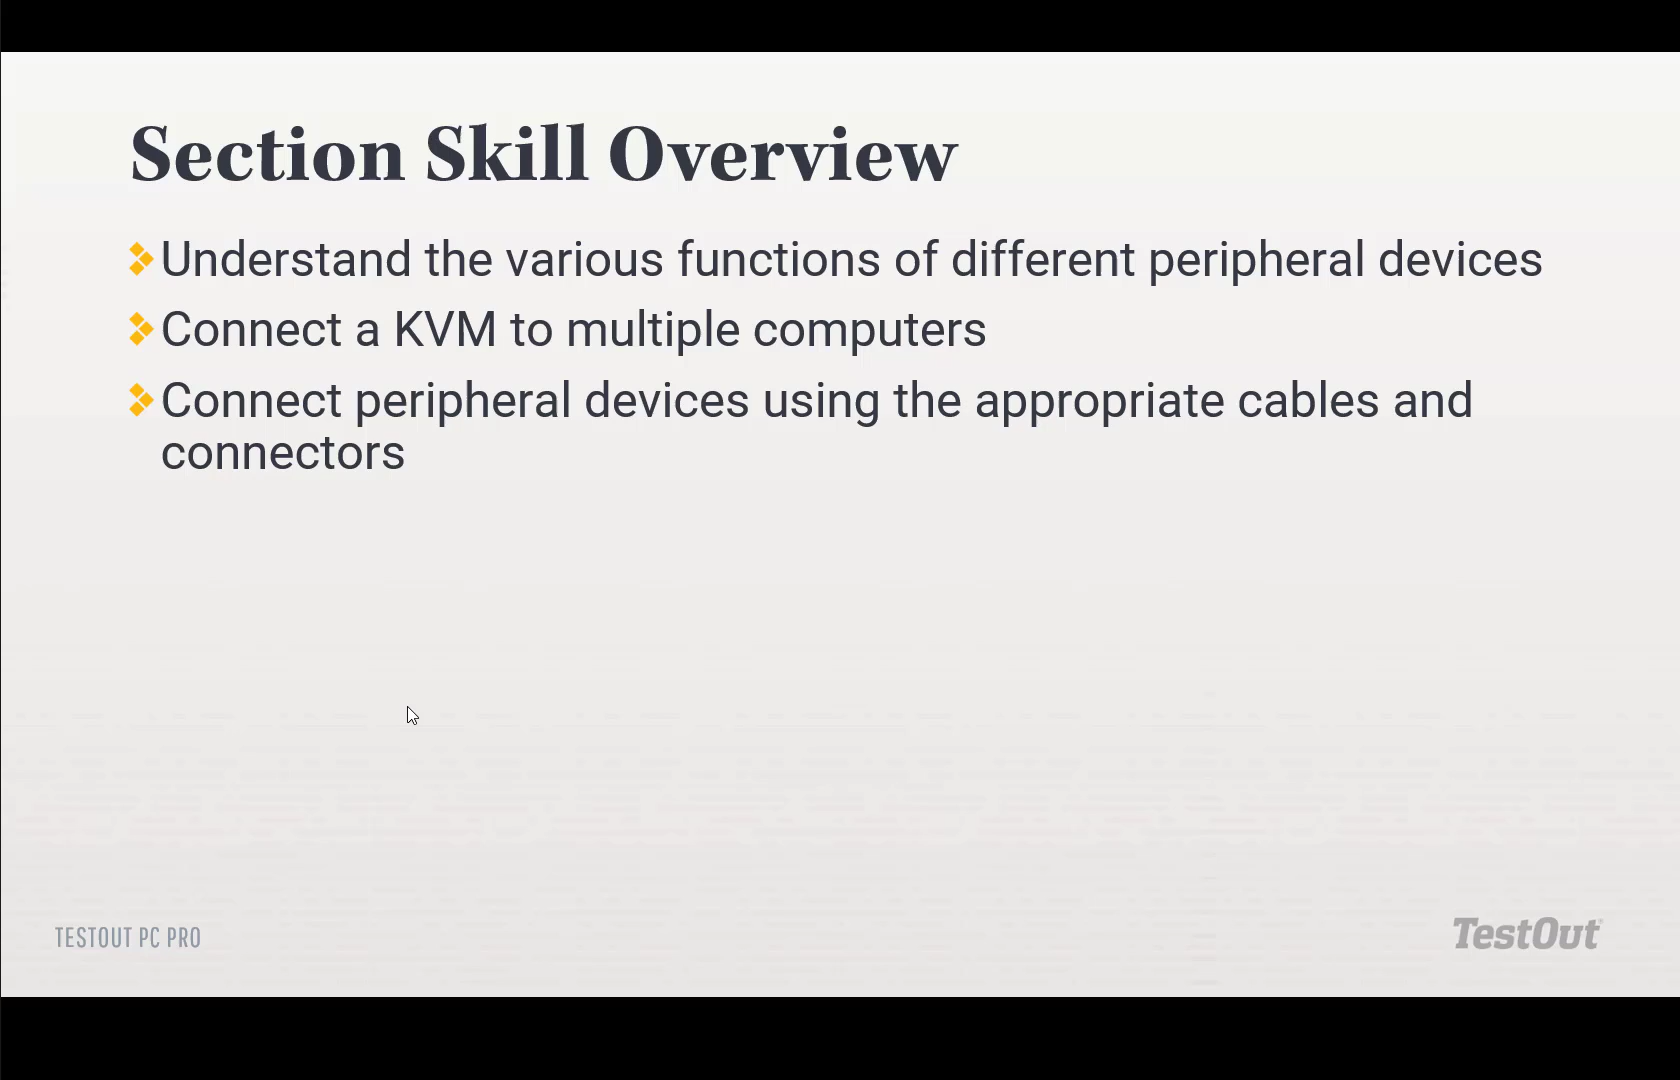 Section Skill Overview
Understand the various functions of different peripheral devices
Connect a KVM to multiple computers
Connect peripheral devices using the appropriate cables and
connectors
TESTOUT PC PRO
TestOut